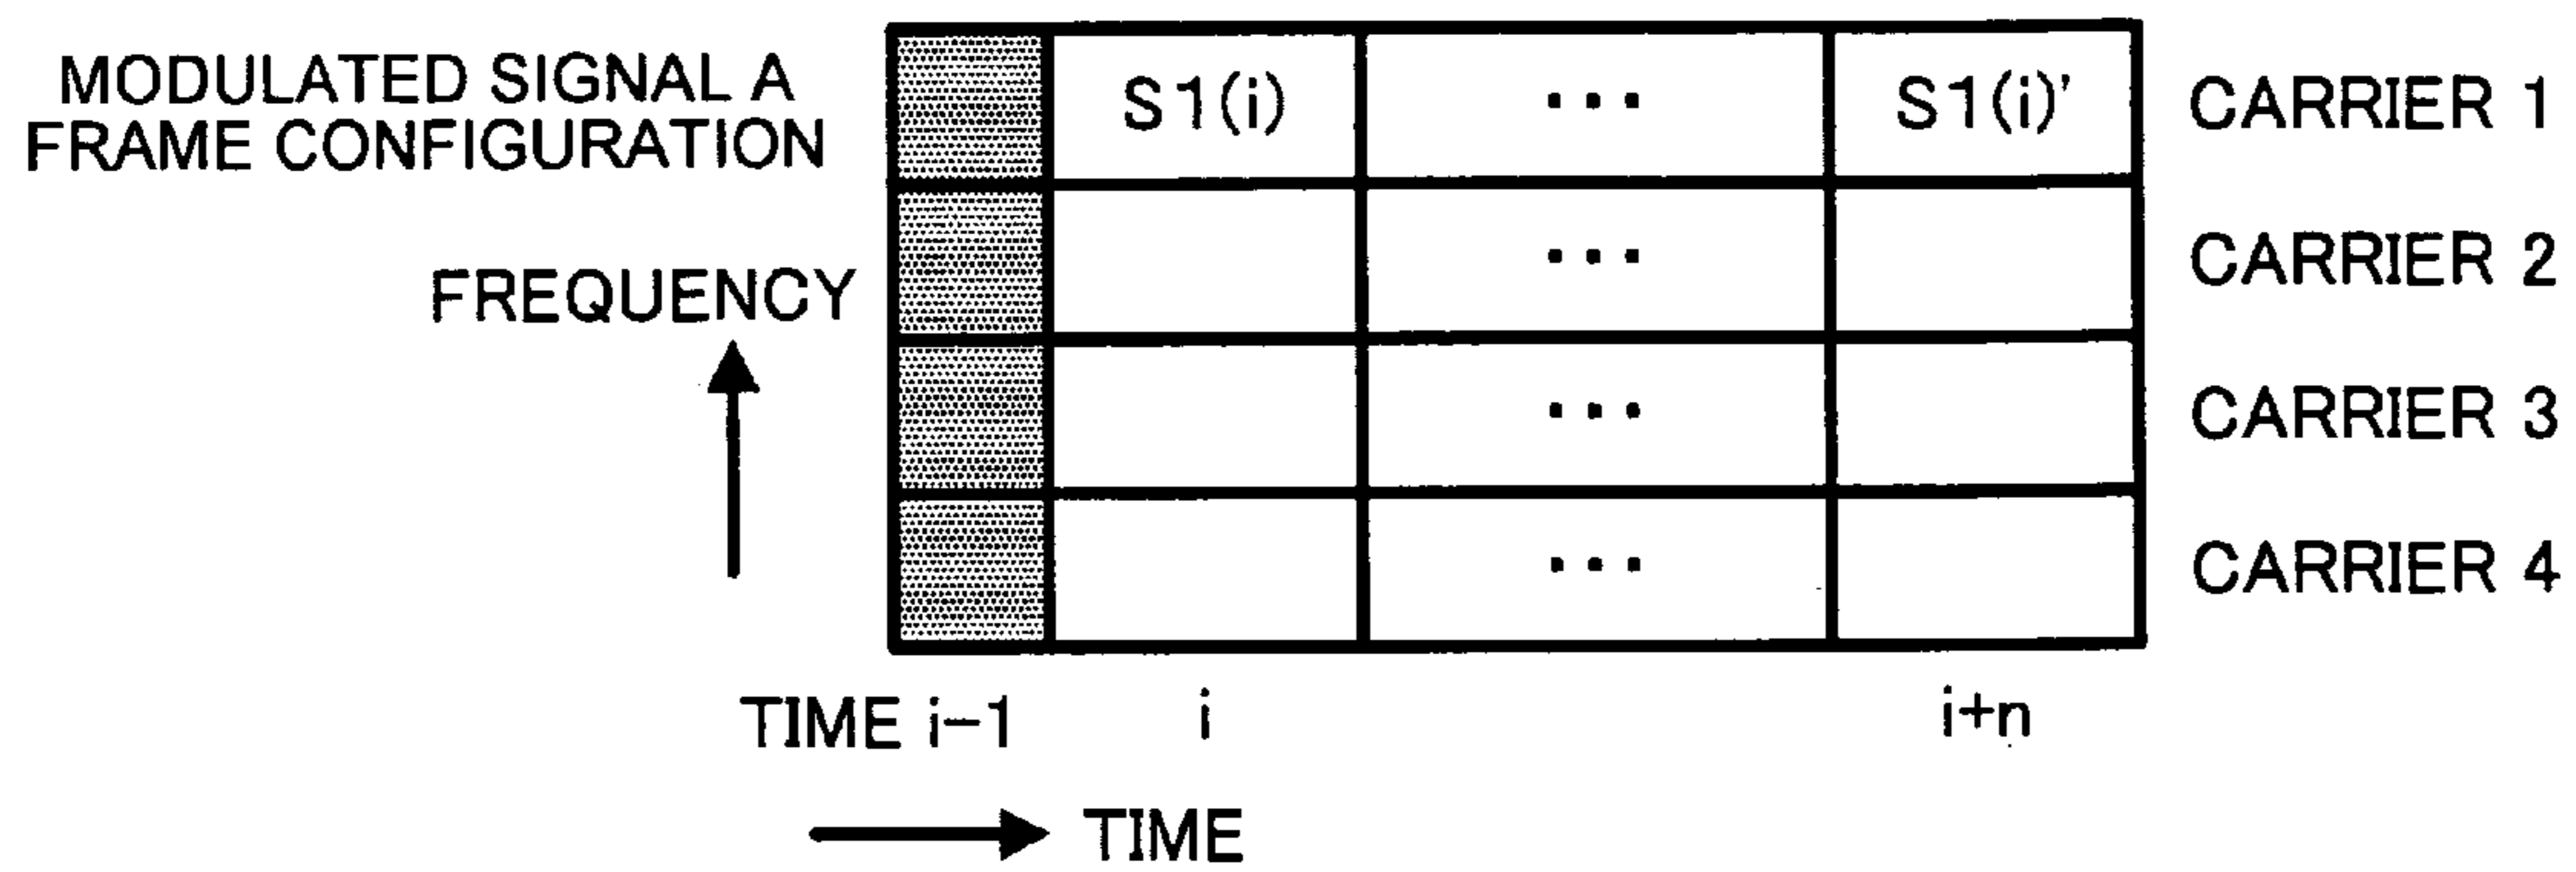 MODULATED SIGNAL A
FRAME CONFIGURATION
S1(i) ... S1(i)' CARRIER 1
... CARRIER 2
FREQUENCY
... CARRIER 3
... CARRIER 4
TIME i-1 i i+n
TIME